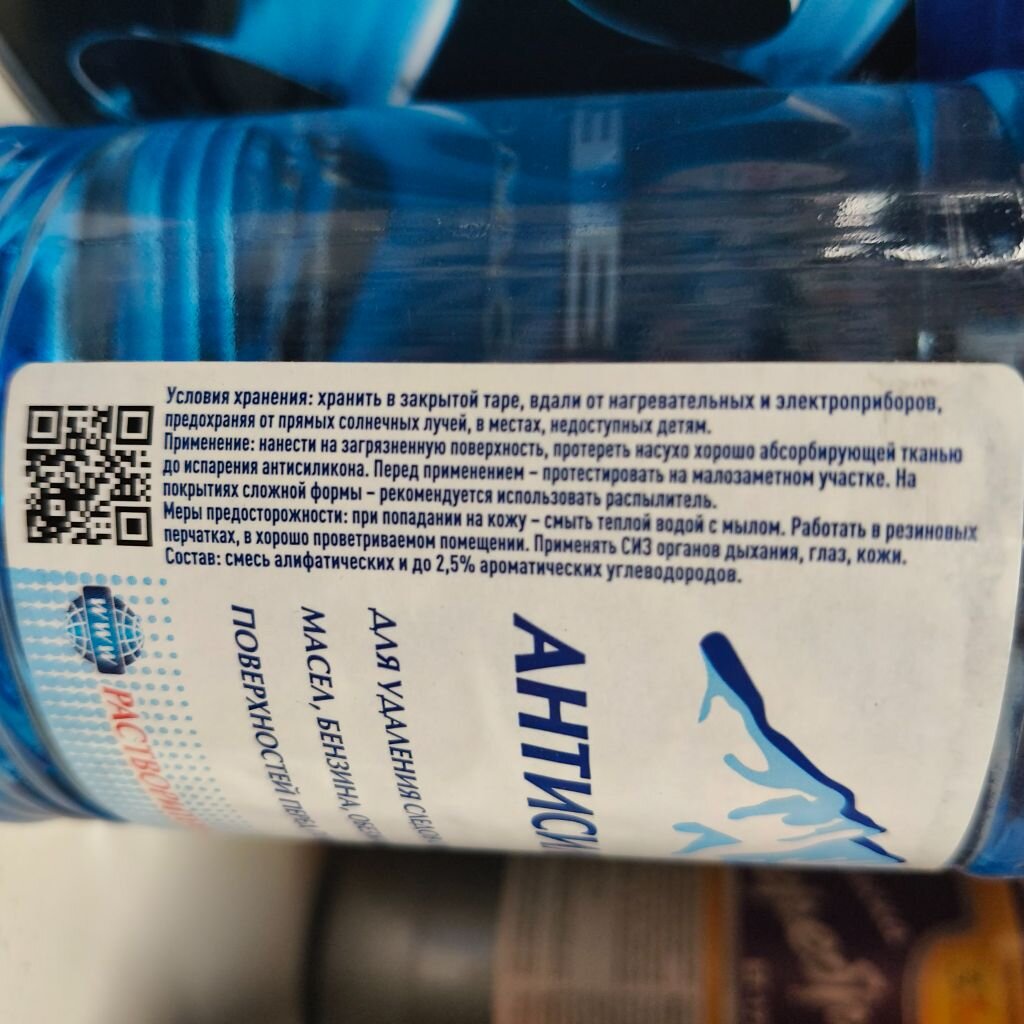 Условия хранения: хранить в закрытой таре, вдали от нагревательных и электроприборов,
предохраняя от прямых солнечных лучей, в местах, недоступных детям.
Применение: нанести на загрязненную поверхность, протереть насухо хорошо абсорбирующей тканью
до испарения антисиликона. Перед применением – протестировать на малозаметном участке. На
покрытиях сложной формы – рекомендуется использовать распылитель.
Меры предосторожности: при попадании на кожу – смыть теплой водой с мылом. Работать в резиновых
перчатках, в хорошо проветриваемом помещении. Применять СИЗ органов дыхания, глаз, кожи.
Состав: смесь алифатических и до 2,5% ароматических углеводородов.
АНТИСИ
ДЛЯ УДАЛЕНИЯ СЛЕДОВ
МАСЕЛ, БЕНЗИНА,
ПОВЕРХНОСТЕЙ ПЕРЕД
WWW